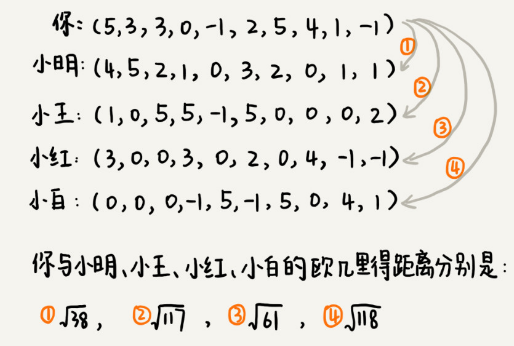 你: (5,3,3,0,-1,2,5,4,1,-1)
①
小明: (4,5,2,1,0,3,2,0,1,1)
②
小王: (1,0,5,5,-1,5,0,0,0,2)
③
小红: (3,0,0,3,0,2,0,4,-1,-1)
④
小白: (0,0,0,-1,5,-1,5,0,4,1)
你与小明、小王、小红、小白的欧几里得距离分别是:
①√38, ②√117, ③√61, ④√118